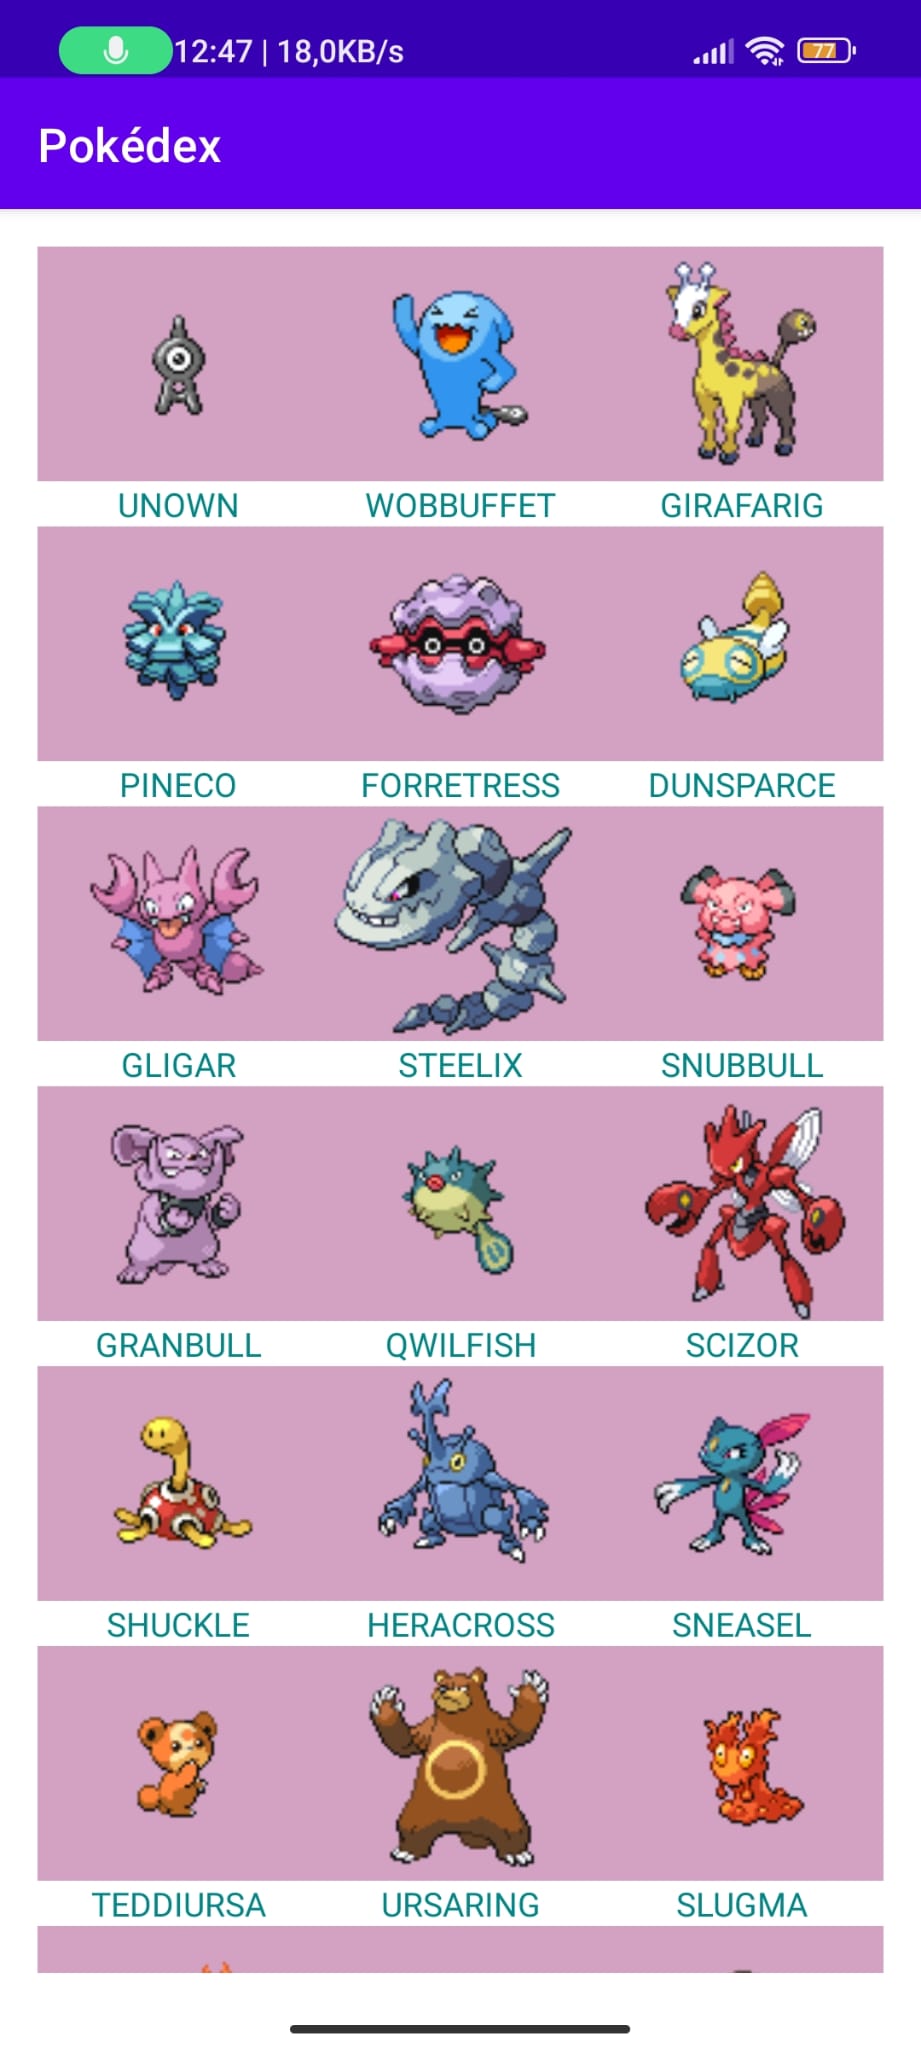 12:47 | 18,0KB/s 77
Pokédex
UNOWN WOBBUFFET GIRAFARIG
PINECO FORRETRESS DUNSPARCE
GLIGAR STEELIX SNUBBULL
GRANBULL QWILFISH SCIZOR
SHUCKLE HERACROSS SNEASEL
TEDDIURSA URSARING SLUGMA